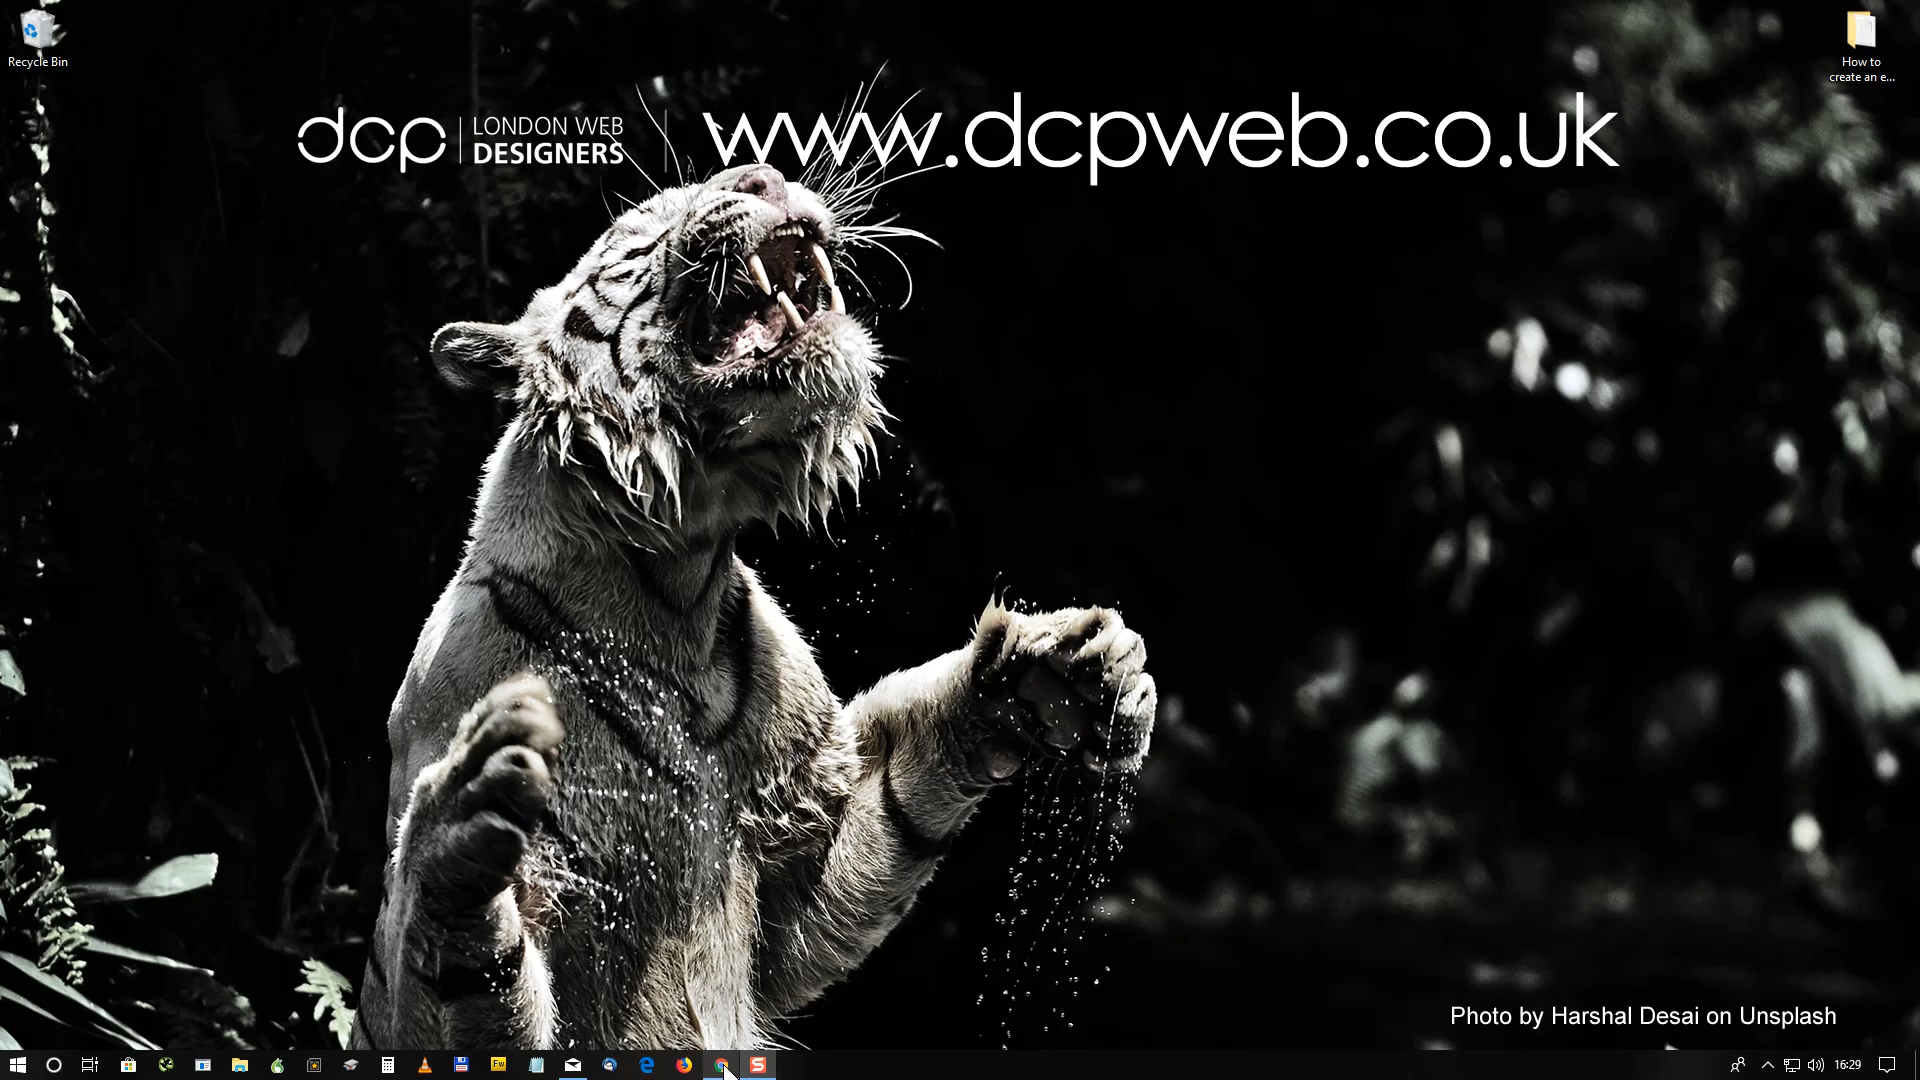 Recycle Bin
How to
create an e...
dcp
LONDON WEB
DESIGNERS
www.dcpweb.co.uk
Photo by Harshal Desai on Unsplash
Fw
S
16:29